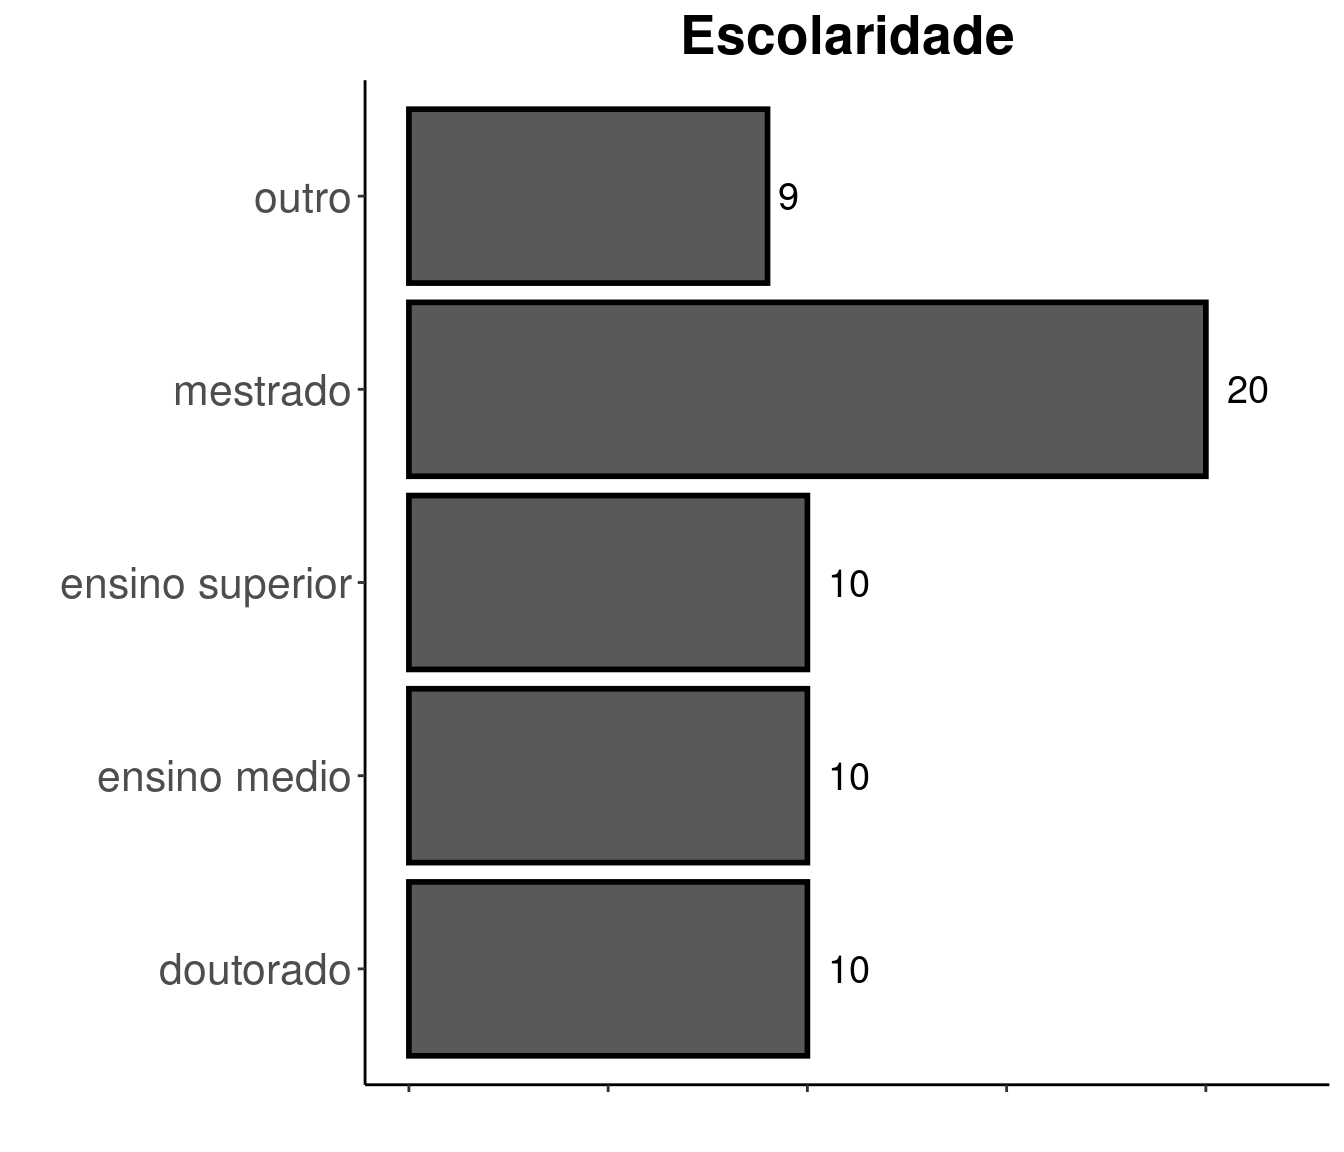 Escolaridade
outro 9
mestrado 20
ensino superior 10
ensino medio 10
doutorado 10